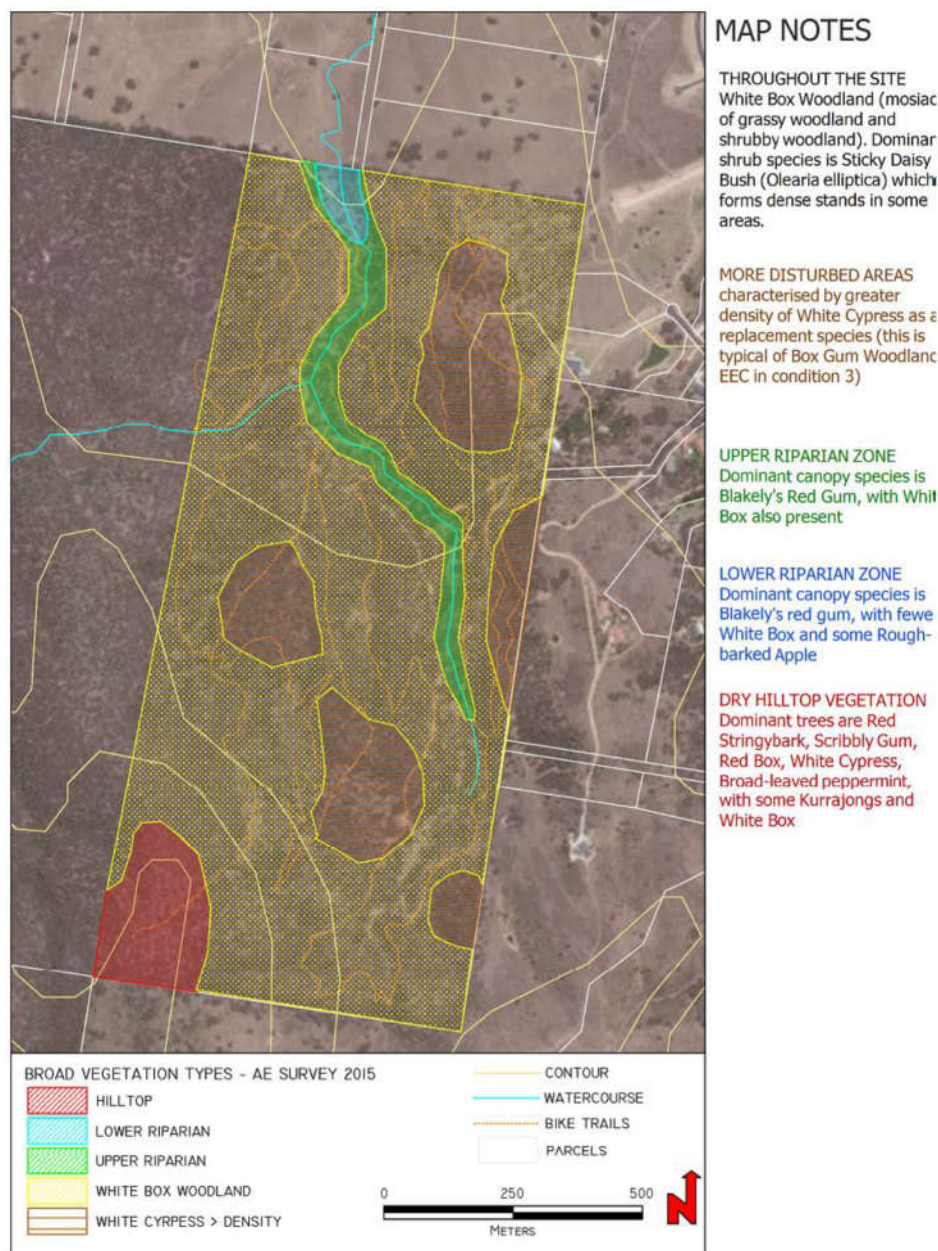 MAP NOTES
THROUGHOUT THE SITE
White Box Woodland (mosiac
of grassy woodland and
shrubby woodland). Dominan
shrub species is Sticky Daisy
Bush (Olearia elliptica) which
forms dense stands in some
areas.
MORE DISTURBED AREAS
characterised by greater
density of White Cypress as a
replacement species (this is
typical of Box Gum Woodland
EEC in condition 3)
UPPER RIPARIAN ZONE
Dominant canopy species is
Blakely's Red Gum, with Whit
Box also present
LOWER RIPARIAN ZONE
Dominant canopy species is
Blakely's red gum, with fewe
White Box and some Rough-
barked Apple
DRY HILLTOP VEGETATION
Dominant trees are Red
Stringybark, Scribbly Gum,
Red Box, White Cypress,
Broad-leaved peppermint,
with some Kurrajongs and
White Box
BROAD VEGETATION TYPES - AE SURVEY 2015
HILLTOP
LOWER RIPARIAN
UPPER RIPARIAN
WHITE BOX WOODLAND
WHITE CYRPESS > DENSITY
CONTOUR
WATERCOURSE
BIKE TRAILS
PARCELS
0 250 500
METERS
N